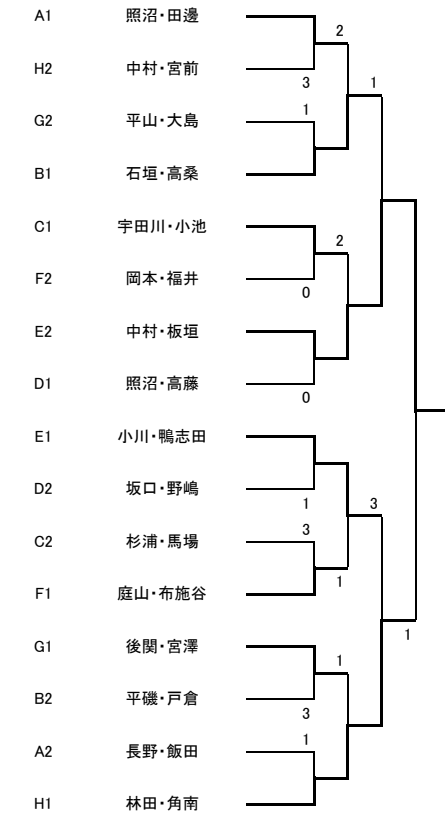 A1 照沼・田邊
2
H2 中村・宮前
3
1
G2 平山・大島
1
B1 石垣・高桑
C1 宇田川・小池
2
F2 岡本・福井
0
E2 中村・板垣
D1 照沼・高藤
0
E1 小川・鴨志田
D2 坂口・野嶋
1
3
C2 杉浦・馬場
3
1
F1 庭山・布施谷
1
G1 後関・宮澤
1
B2 平磯・戸倉
3
1
A2 長野・飯田
H1 林田・角南